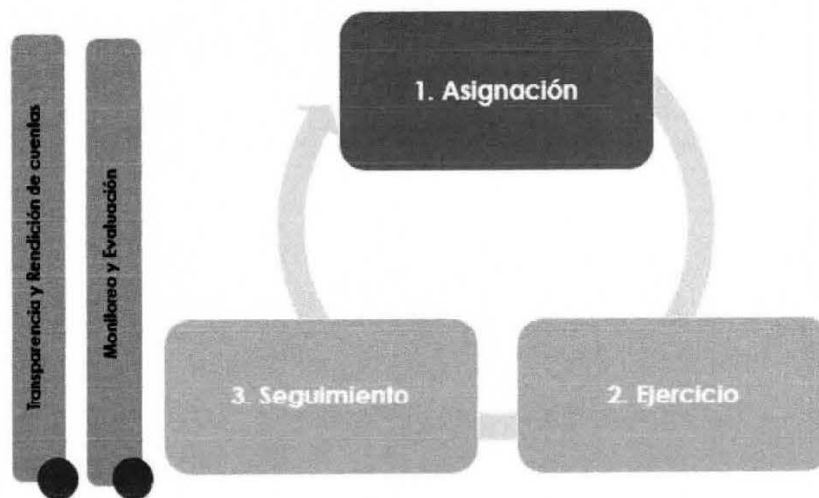 Transparencia y Rendición de cuentas
Monitoreo y Evaluación
1. Asignación
3. Seguimiento
2. Ejercicio